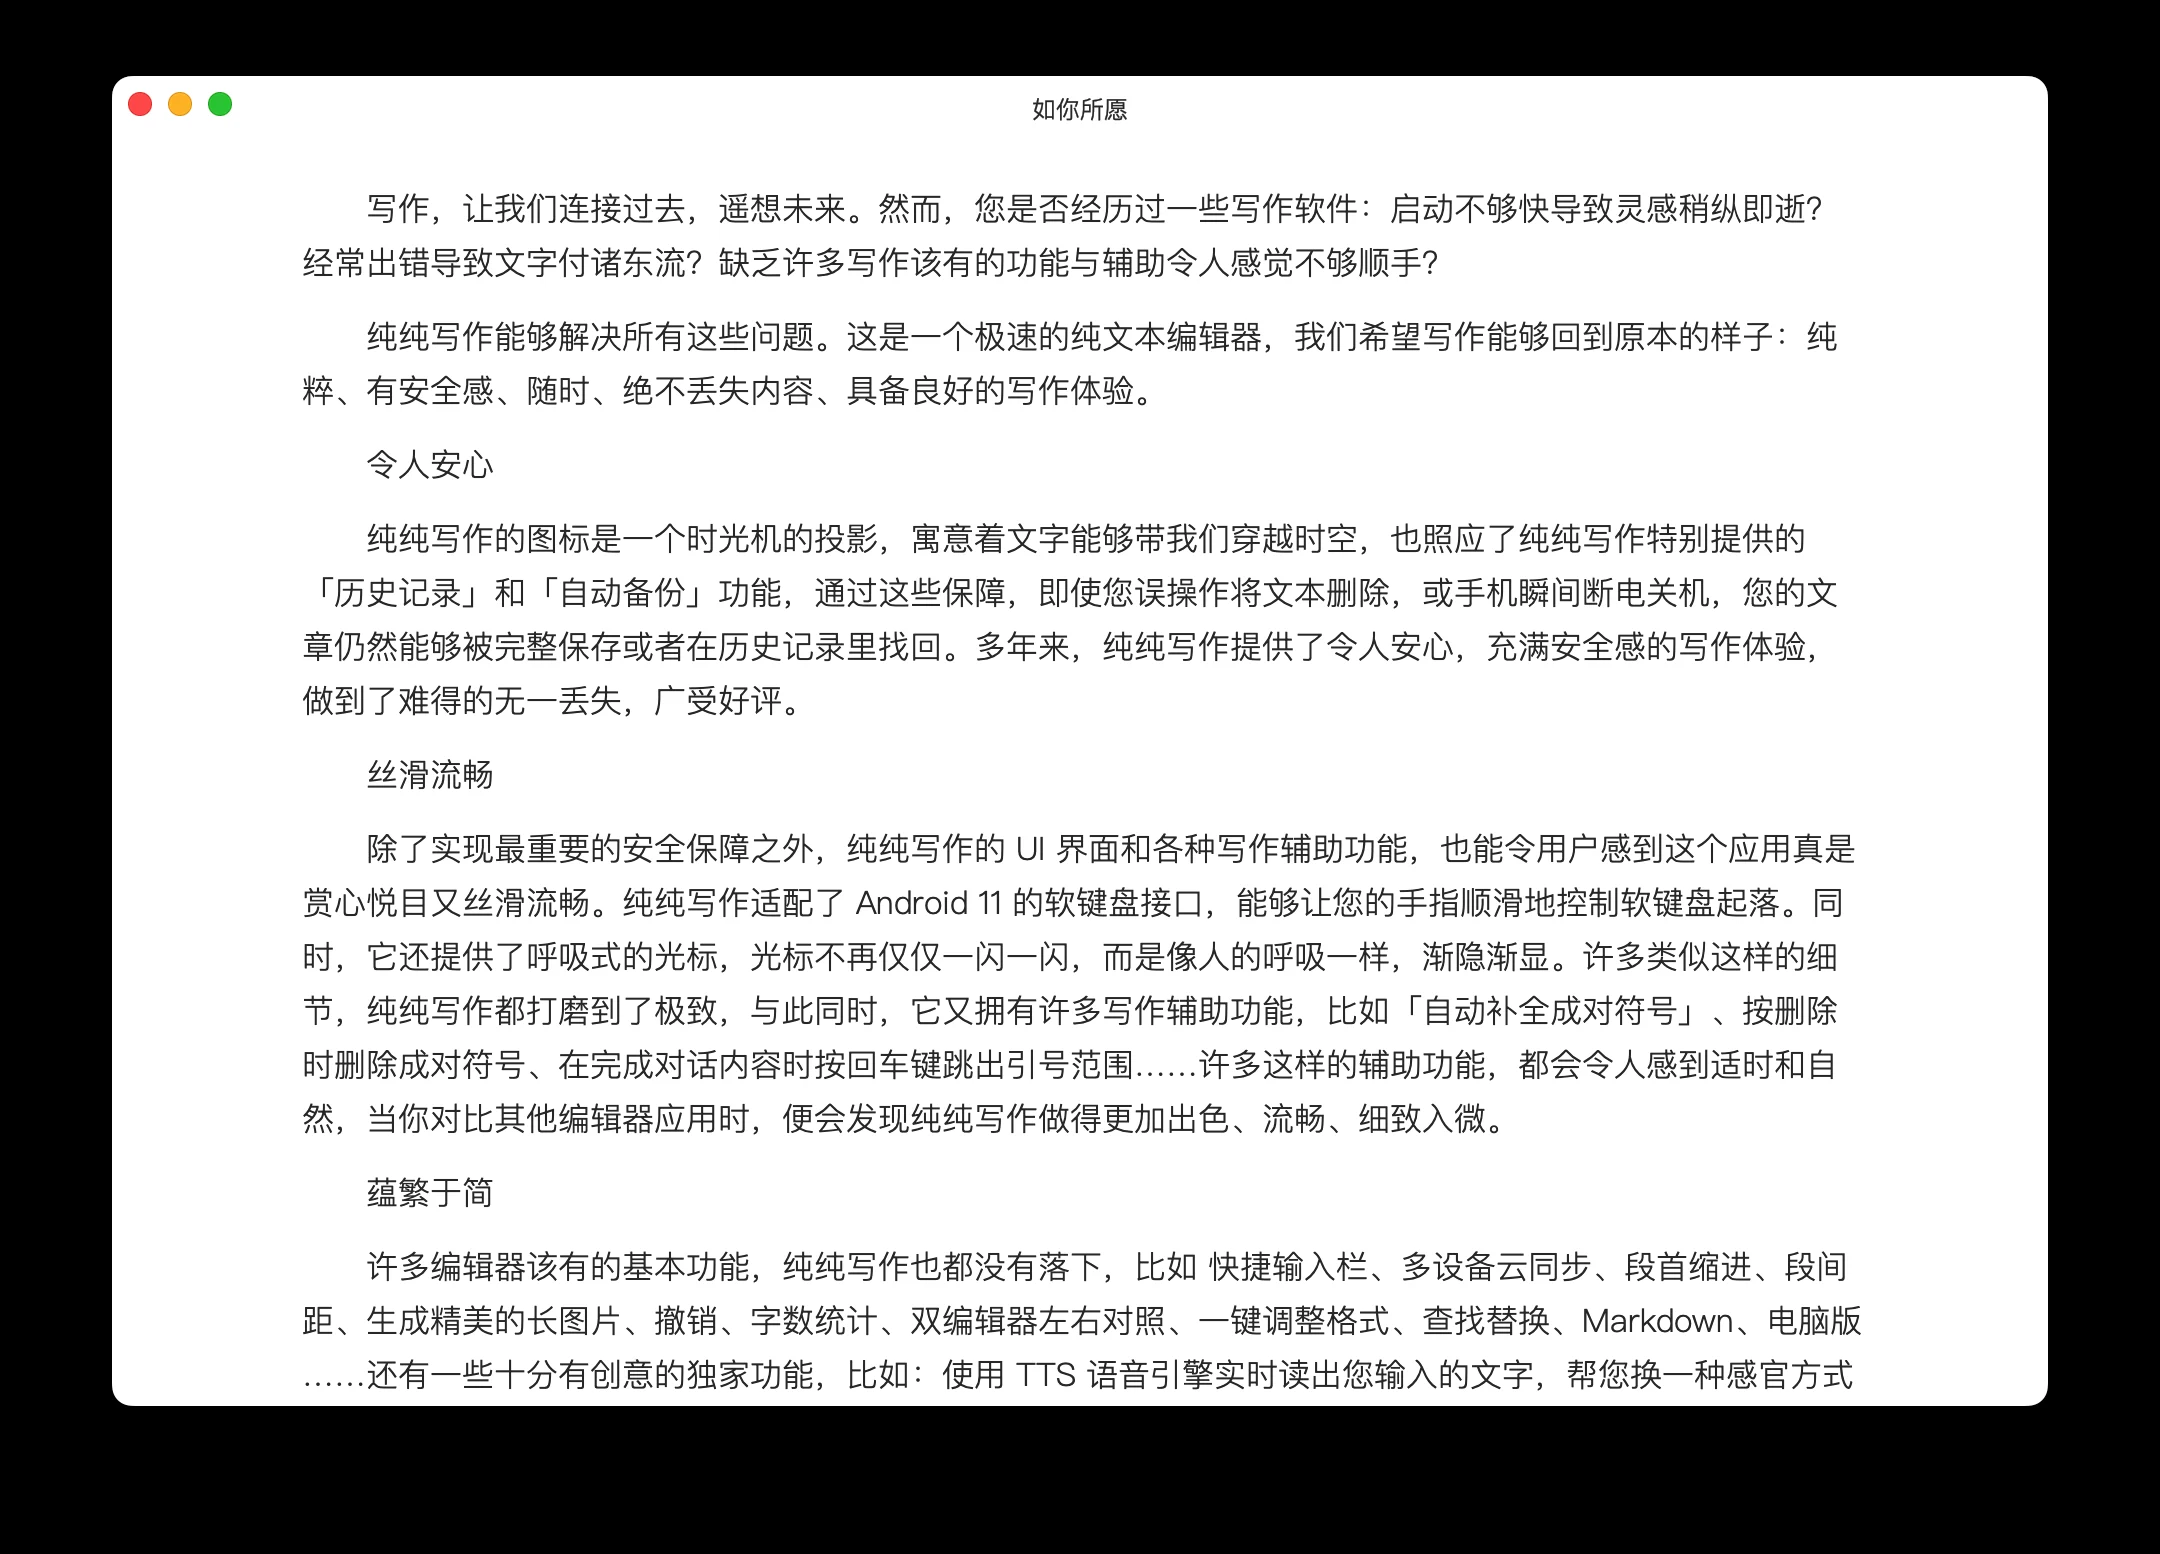 如你所愿
写作，让我们连接过去，遥想未来。然而，您是否经历过一些写作软件：启动不够快导致灵感稍纵即逝？
经常出错导致文字付诸东流？缺乏许多写作该有的功能与辅助令人感觉不够顺手？
纯纯写作能够解决所有这些问题。这是一个极速的纯文本编辑器，我们希望写作能够回到原本的样子：纯
粹、有安全感、随时、绝不丢失内容、具备良好的写作体验。
令人安心
纯纯写作的图标是一个时光机的投影，寓意着文字能够带我们穿越时空，也照应了纯纯写作特别提供的
「历史记录」和「自动备份」功能，通过这些保障，即使您误操作将文本删除，或手机瞬间断电关机，您的文
章仍然能够被完整保存或者在历史记录里找回。多年来，纯纯写作提供了令人安心，充满安全感的写作体验，
做到了难得的无一丢失，广受好评。
丝滑流畅
除了实现最重要的安全保障之外，纯纯写作的 UI 界面和各种写作辅助功能，也能令用户感到这个应用真是
赏心悦目又丝滑流畅。纯纯写作适配了 Android 11 的软键盘接口，能够让您的手指顺滑地控制软键盘起落。同
时，它还提供了呼吸式的光标，光标不再仅仅一闪一闪，而是像人的呼吸一样，渐隐渐显。许多类似这样的细
节，纯纯写作都打磨到了极致，与此同时，它又拥有许多写作辅助功能，比如「自动补全成对符号」、按删除
时删除成对符号、在完成对话内容时按回车键跳出引号范围……许多这样的辅助功能，都会令人感到适时和自
然，当你对比其他编辑器应用时，便会发现纯纯写作做得更加出色、流畅、细致入微。
蕴繁于简
许多编辑器该有的基本功能，纯纯写作也都没有落下，比如 快捷输入栏、多设备云同步、段首缩进、段间
距、生成精美的长图片、撤销、字数统计、双编辑器左右对照、一键调整格式、查找替换、Markdown、电脑版
……还有一些十分有创意的独家功能，比如：使用 TTS 语音引擎实时读出您输入的文字，帮您换一种感官方式